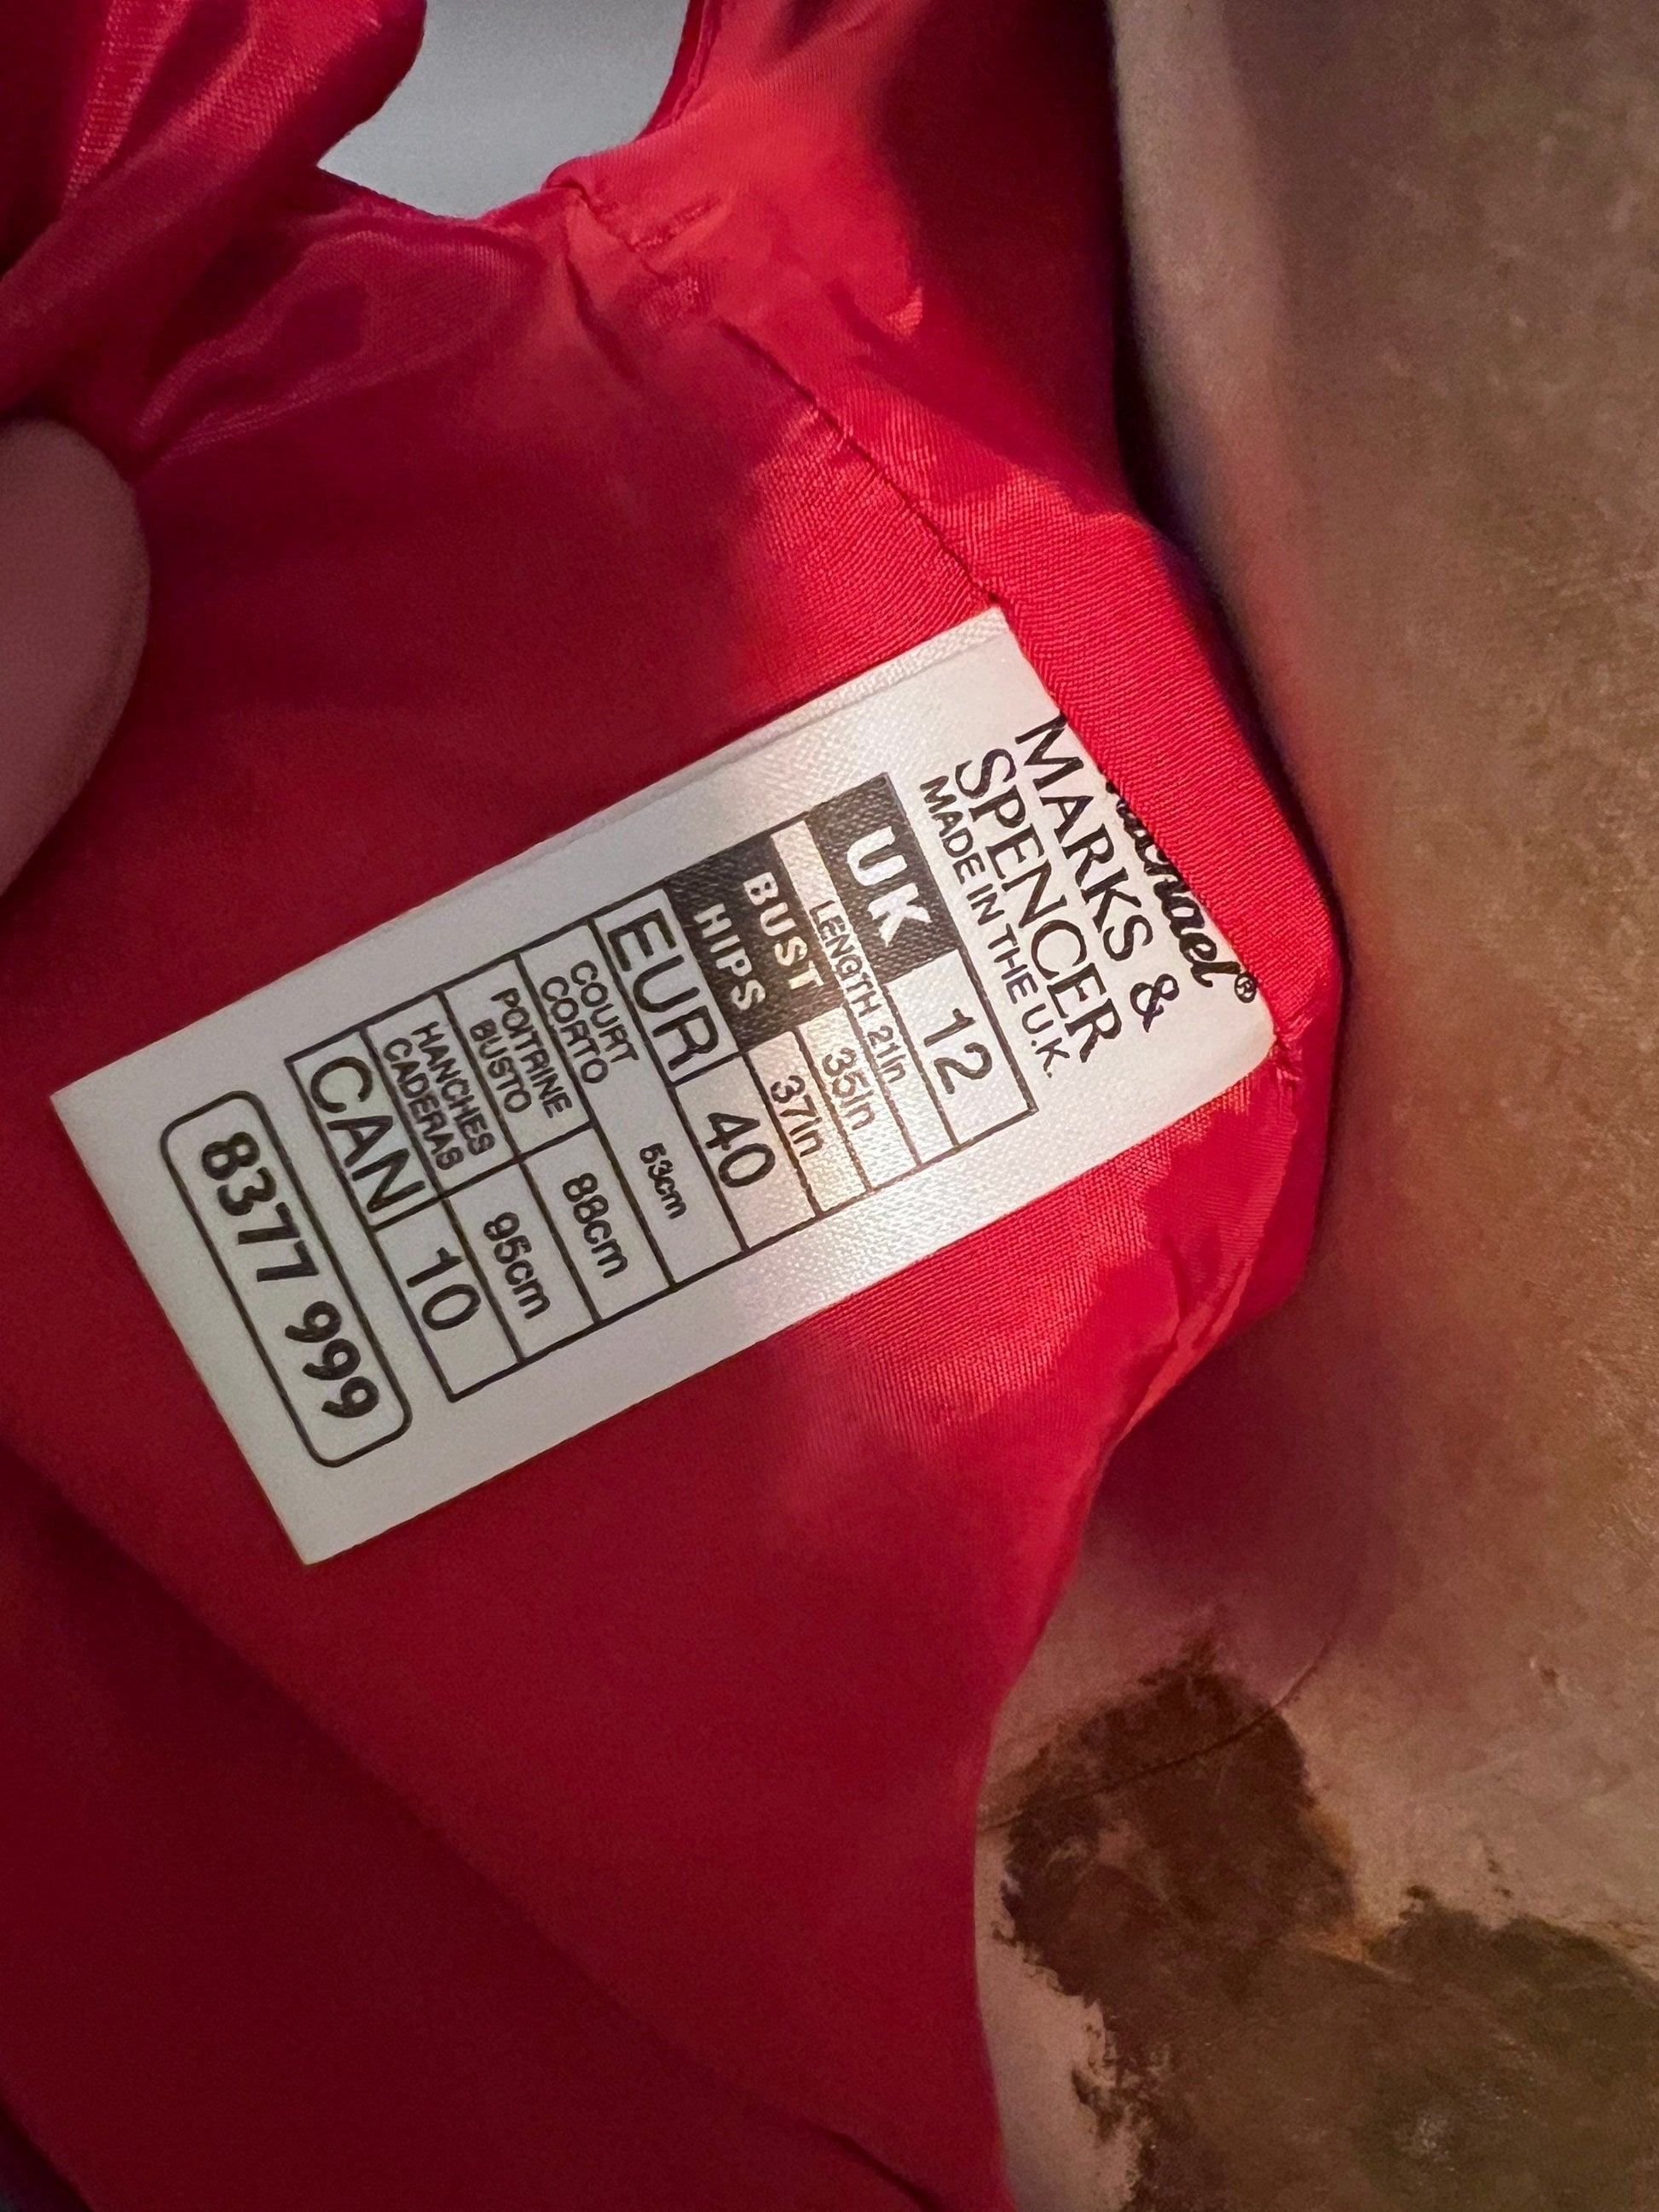 Michael®
MARKS &
SPENCER
MADE IN THE U.K.
UK 12
LENGTH 21In
BUST 35In
HIPS 37In
EUR 40
COURT
CORTO 53cm
POITRINE
BUSTO 88cm
HANCHES
CADERAS 95cm
CAN 10
8377 999